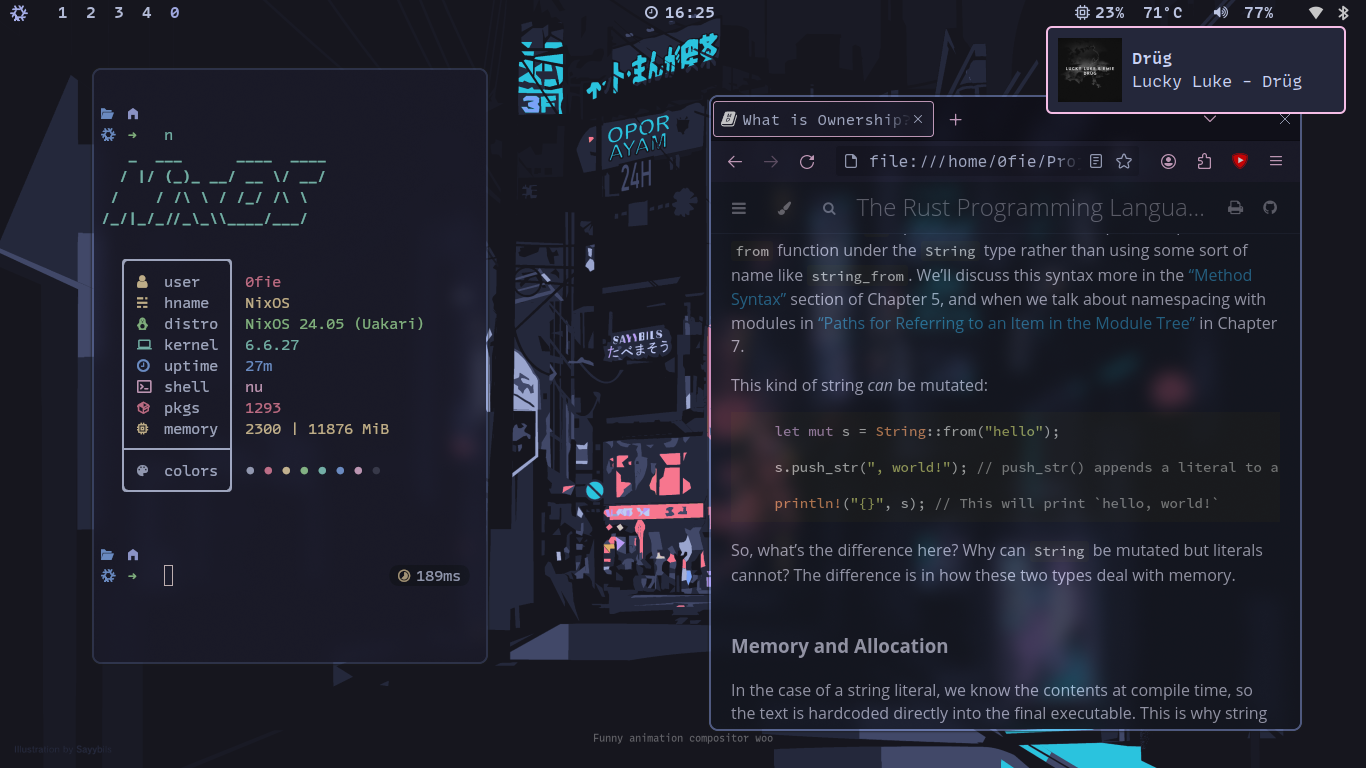 1 2 3 4 0
16:25
23% 71°C 77%
Drüg
Lucky Luke - Drüg
LUCKY LUKE & EMIE
DRÜG
n
_ ___ ____ ____
/ |/ (_)_ __/ __ \/ __/
/ / /\ \ / /_/ /\ \
/_/|_/_//_\_\\____/___/
user 0fie
hname NixOS
distro NixOS 24.05 (Uakari)
kernel 6.6.27
uptime 27m
shell nu
pkgs 1293
memory 2300 | 11876 MiB
colors
189ms
3F
OPOR
AYAM
24H
SAYYBILS
たべまそう
What is Ownership?
file:///home/0fie/Pro
The Rust Programming Langua...
from function under the String type rather than using some sort of
name like string_from. We’ll discuss this syntax more in the “Method
Syntax” section of Chapter 5, and when we talk about namespacing with
modules in “Paths for Referring to an Item in the Module Tree” in Chapter
7.
This kind of string can be mutated:
let mut s = String::from("hello");
s.push_str(", world!"); // push_str() appends a literal to a
println!("{}", s); // This will print `hello, world!`
So, what’s the difference here? Why can String be mutated but literals
cannot? The difference is in how these two types deal with memory.
Memory and Allocation
In the case of a string literal, we know the contents at compile time, so
the text is hardcoded directly into the final executable. This is why string
Funny animation compositor woo